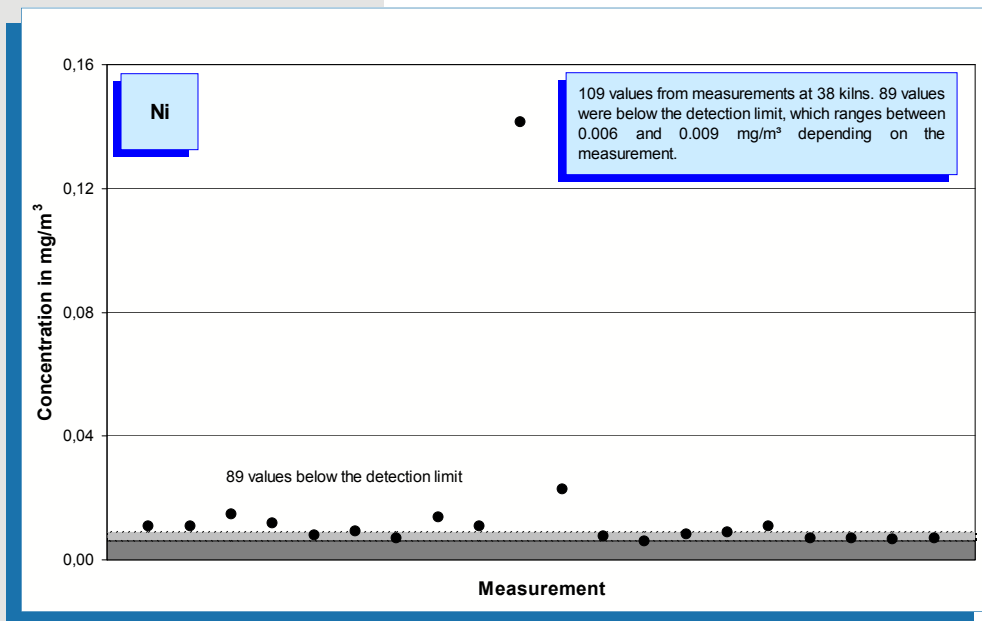 0,16
Ni
109 values from measurements at 38 kilns. 89 values
were below the detection limit, which ranges between
0.006 and 0.009 mg/m³ depending on the
measurement.
0,12
Concentration in mg/m³
0,08
0,04
89 values below the detection limit
0,00
Measurement